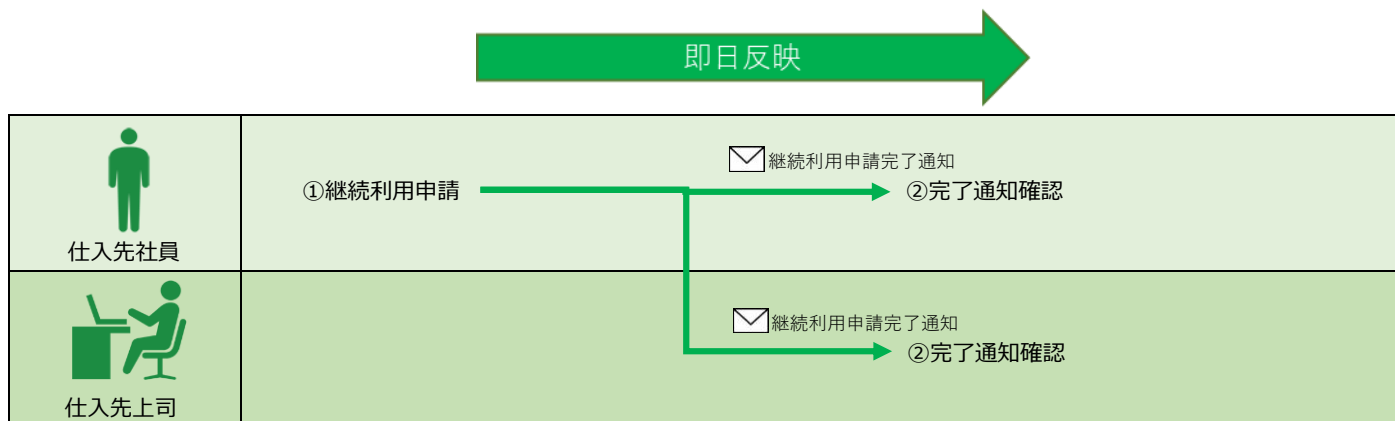 即日反映
継続利用申請完了通知
①継続利用申請
②完了通知確認
仕入先社員
継続利用申請完了通知
②完了通知確認
仕入先上司